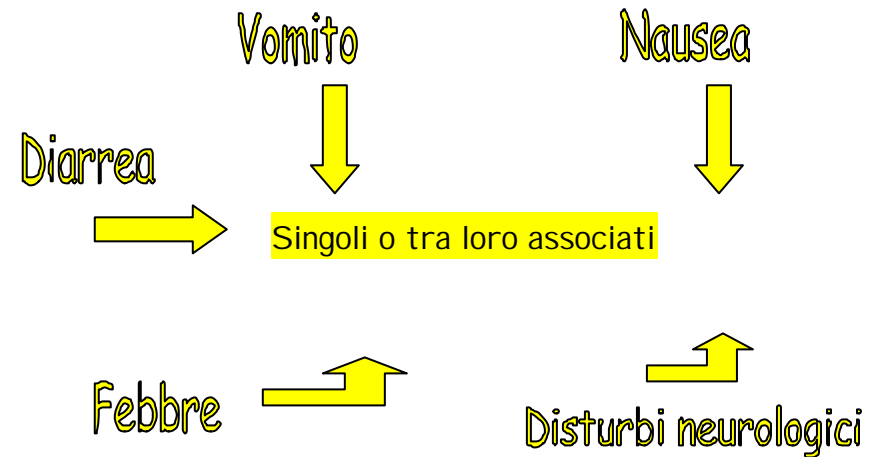 Vomito
Nausea
Diarrea
Singoli o tra loro associati
Febbre
Disturbi neurologici